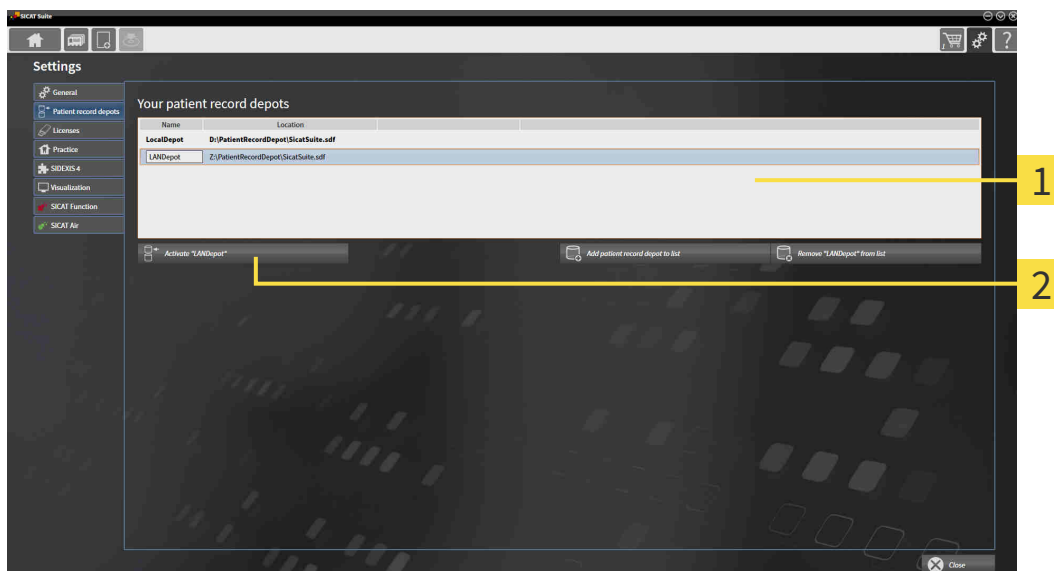 SICAT Suite
1
?
Settings
General
Patient record depots
Licenses
Practice
SIDEXIS 4
Visualization
SICAT Function
SICAT Air
Your patient record depots
Name Location
LocalDepot D:\PatientRecordDepot\SicatSuite.sdf
LANDepot Z:\PatientRecordDepot\SicatSuite.sdf
Activate "LANDepot" Add patient record depot to list Remove "LANDepot" from list
1
2
Close